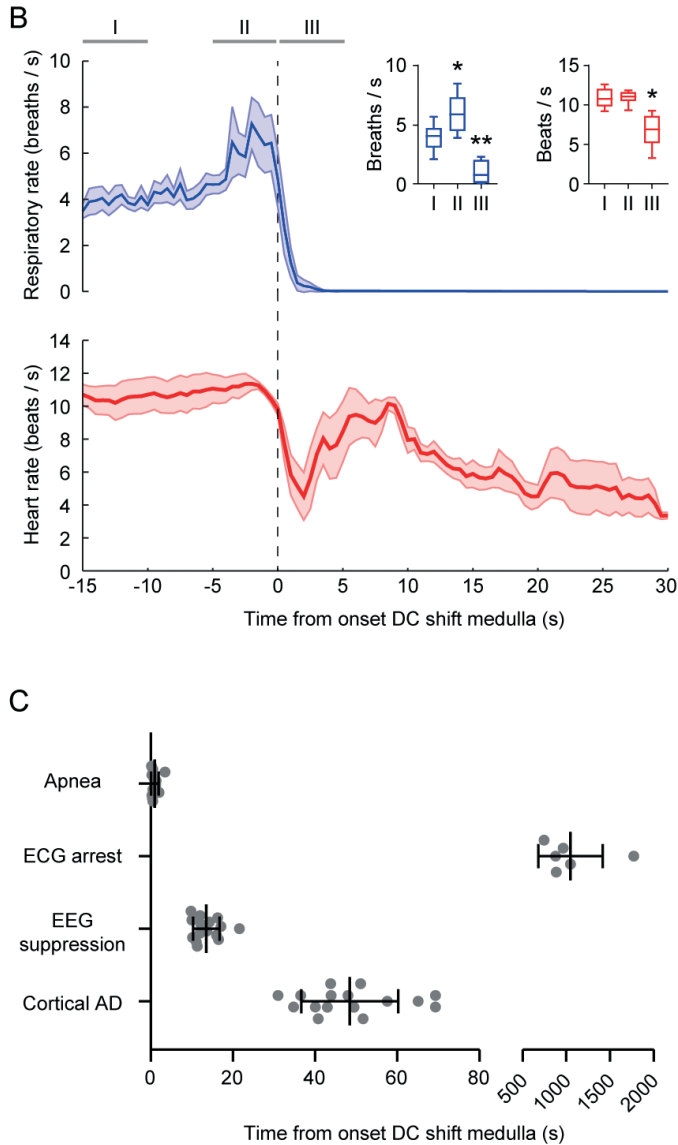 B
I II III
Respiratory rate (breaths / s)
10
8
6
4
2
0
Breaths / s
10
5
0
*
**
I II III
Beats / s
15
10
5
0
*
I II III
Heart rate (beats / s)
14
12
10
8
6
4
2
0
-15 -10 -5 0 5 10 15 20 25 30
Time from onset DC shift medulla (s)
C
Apnea
ECG arrest
EEG
suppression
Cortical AD
0 20 40 60 80 500 1000 1500 2000
Time from onset DC shift medulla (s)